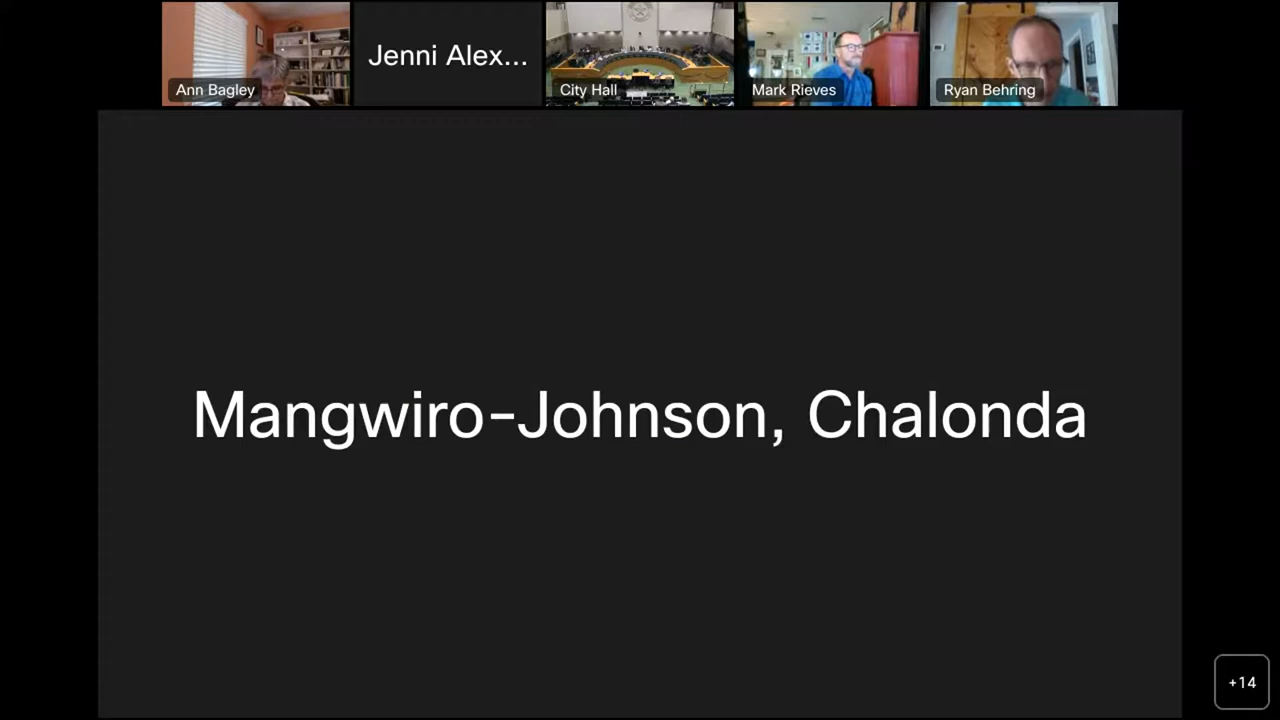 Ann Bagley
Jenni Alex...
City Hall
Mark Rieves
Ryan Behring
Mangwiro-Johnson, Chalonda
+14